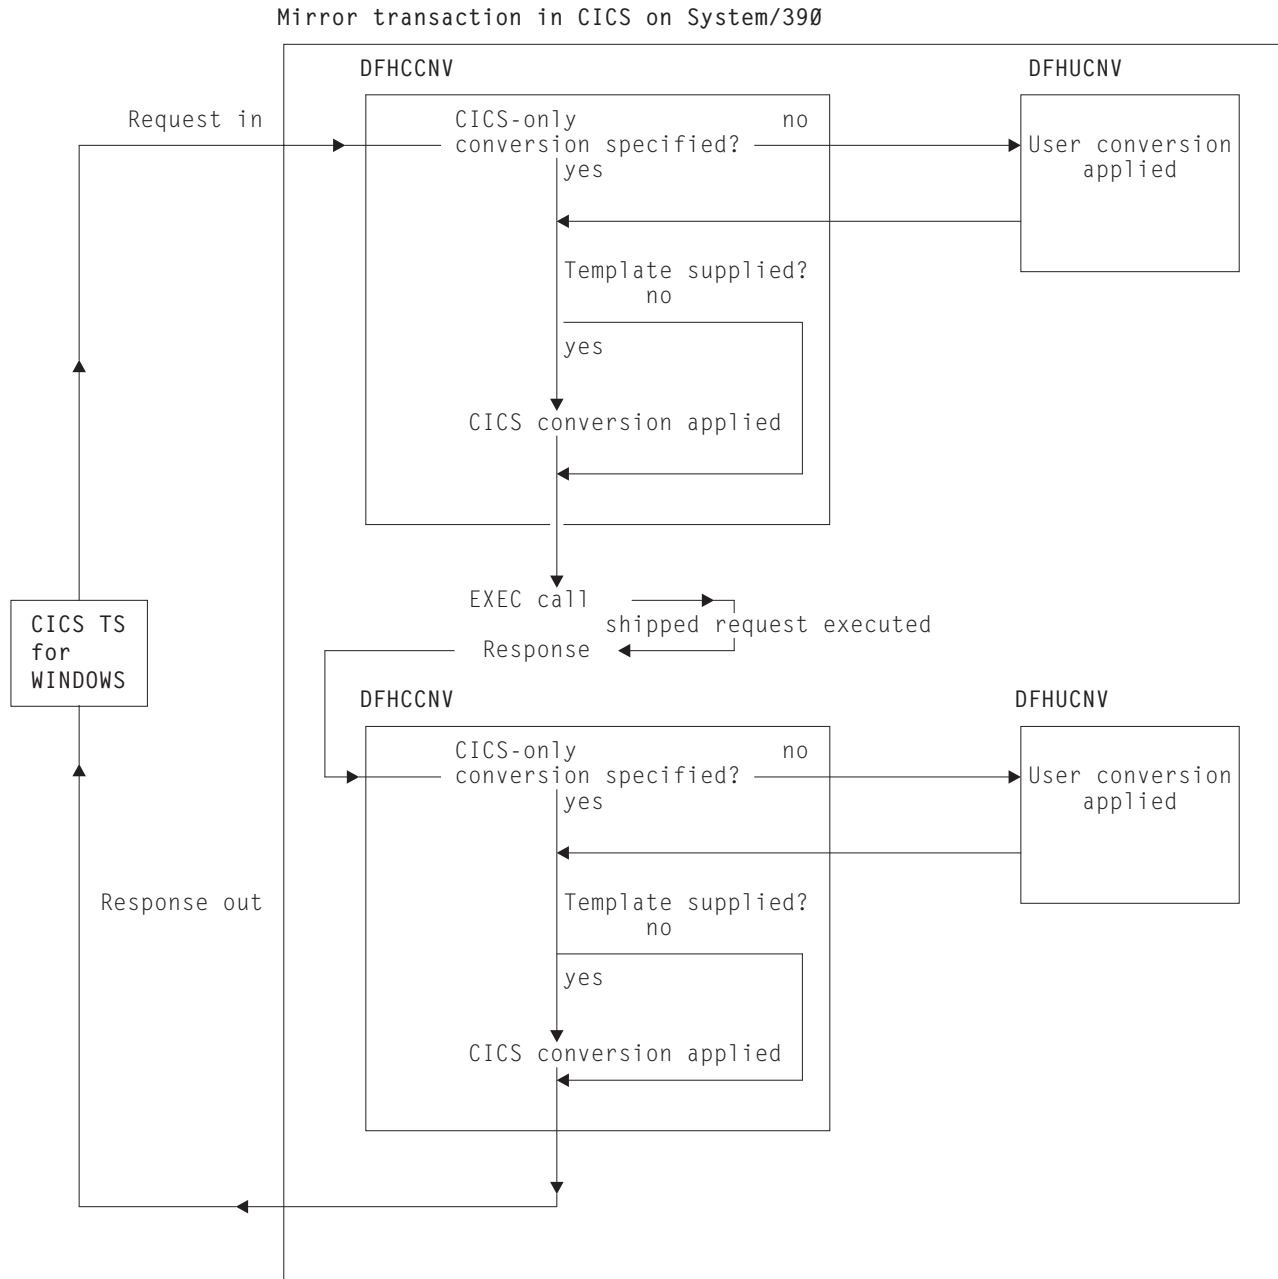 Mirror transaction in CICS on System/390
DFHCCNV
DFHUCNV
Request in
CICS-only
no
conversion specified?
yes
User conversion
applied
Template supplied?
no
yes
CICS conversion applied
EXEC call
shipped request executed
Response
CICS TS
for
WINDOWS
DFHCCNV
DFHUCNV
CICS-only
no
conversion specified?
yes
User conversion
applied
Response out
Template supplied?
no
yes
CICS conversion applied